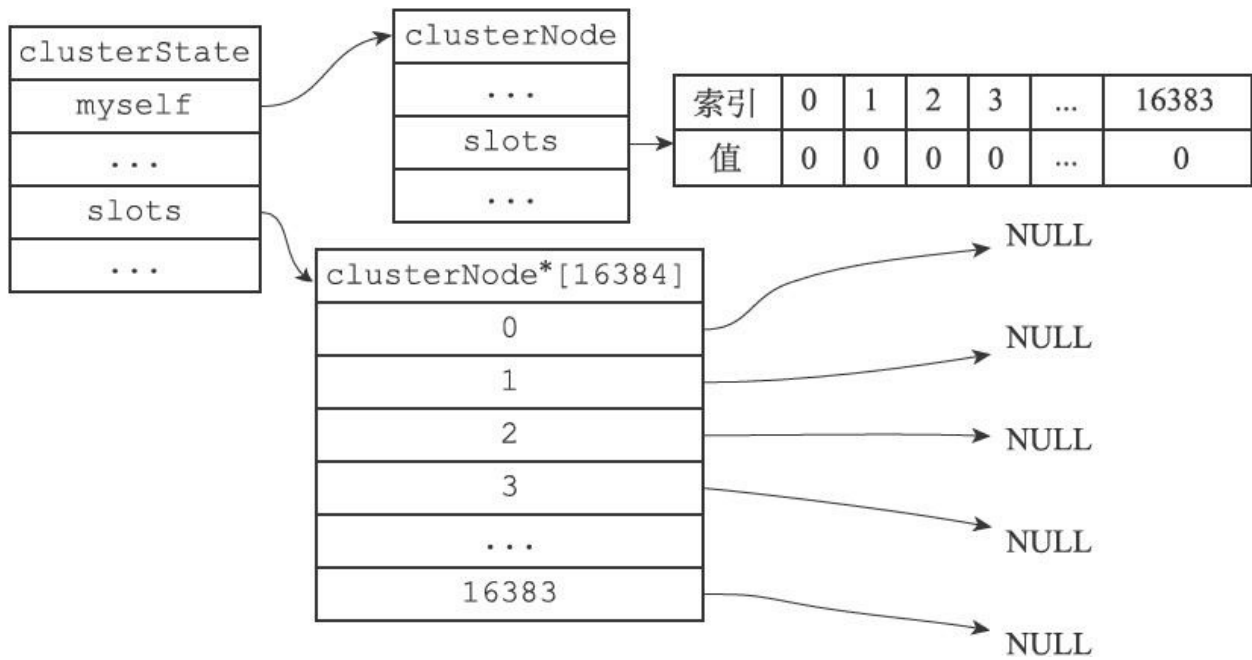 clusterState
myself
...
slots
...
clusterNode
...
slots
...
索引 0 1 2 3 ... 16383
值 0 0 0 0 ... 0
clusterNode*[16384]
0
1
2
3
...
16383
NULL
NULL
NULL
NULL
NULL